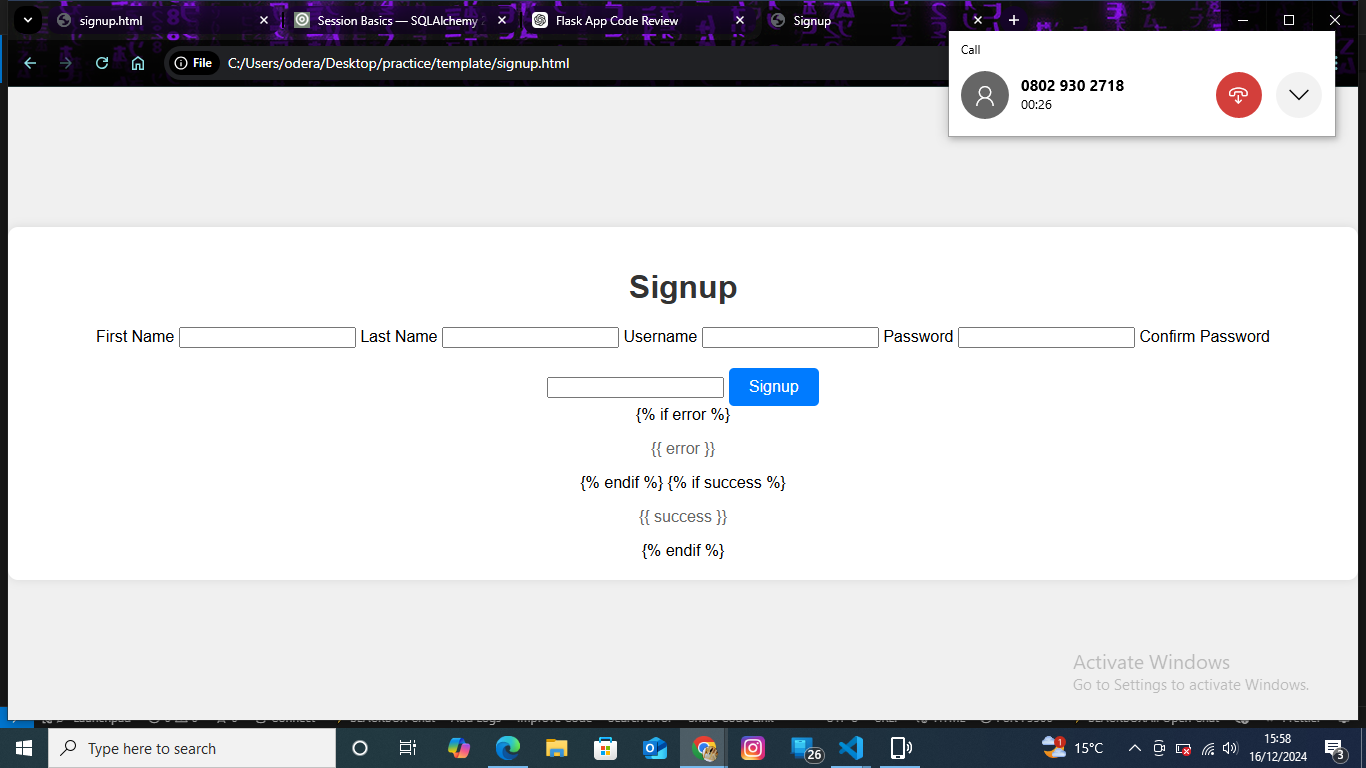 signup.html
Session Basics — SQLAlchemy 2
Flask App Code Review
Signup
File
C:/Users/odera/Desktop/practice/template/signup.html
Call
0802 930 2718
00:26
Signup
First Name Last Name Username Password Confirm Password
Signup
{% if error %}
{{ error }}
{% endif %} {% if success %}
{{ success }}
{% endif %}
Activate Windows
Go to Settings to activate Windows.
Type here to search
26
1
15°C
15:58
16/12/2024
3